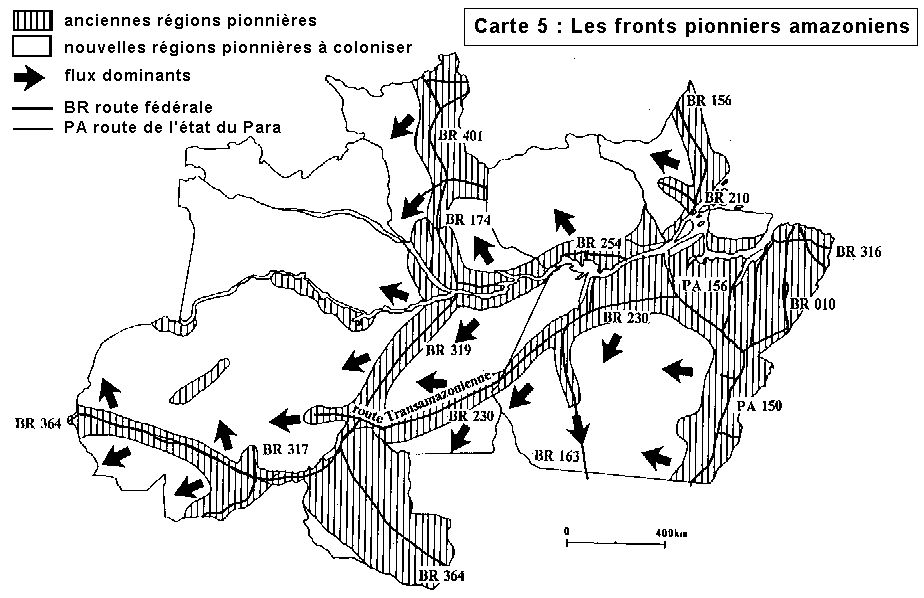 Carte 5 : Les fronts pionniers amazoniens
anciennes régions pionnières
nouvelles régions pionnières à coloniser
flux dominants
BR route fédérale
PA route de l'état du Para
BR 156
BR 401
BR 210
BR 174
BR 254
BR 316
PA 156
BR 010
BR 230
BR 319
route Transamazonienne
PA 150
BR 230
BR 364
BR 317
BR 163
0 400km
BR 364